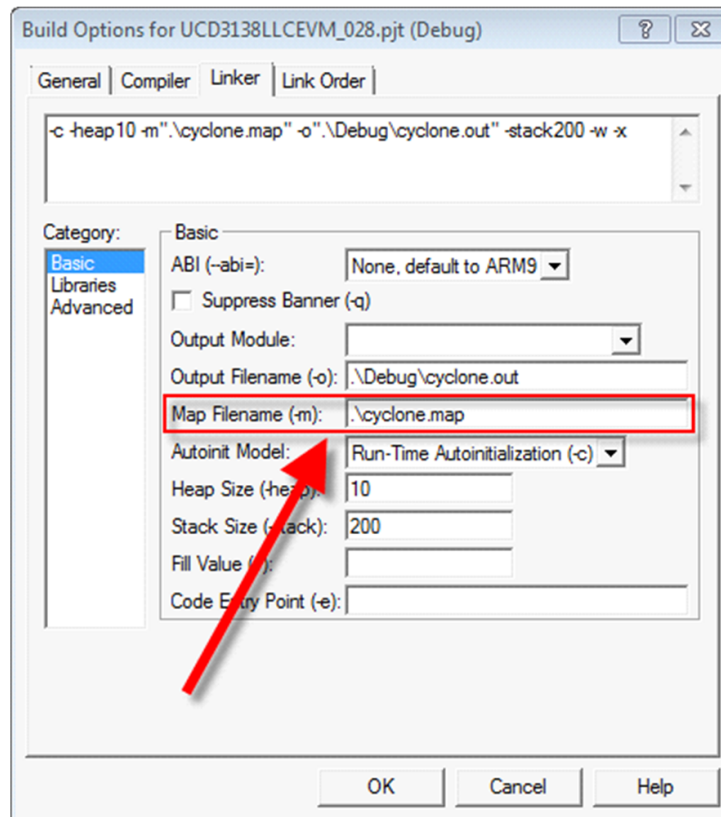 Build Options for UCD3138LLCEVM_028.pjt (Debug)
General Compiler Linker Link Order
-c -heap10 -m".\cyclone.map" -o".\Debug\cyclone.out" -stack200 -w -x
Category:
Basic
Libraries
Advanced
Basic
ABI (--abi=): None, default to ARM9
Suppress Banner (-q)
Output Module:
Output Filename (-o): .\Debug\cyclone.out
Map Filename (-m): .\cyclone.map
Autoinit Model: Run-Time Autoinitialization (-c)
Heap Size (-heap): 10
Stack Size (-stack): 200
Fill Value
Code Entry Point (-e):
OK Cancel Help